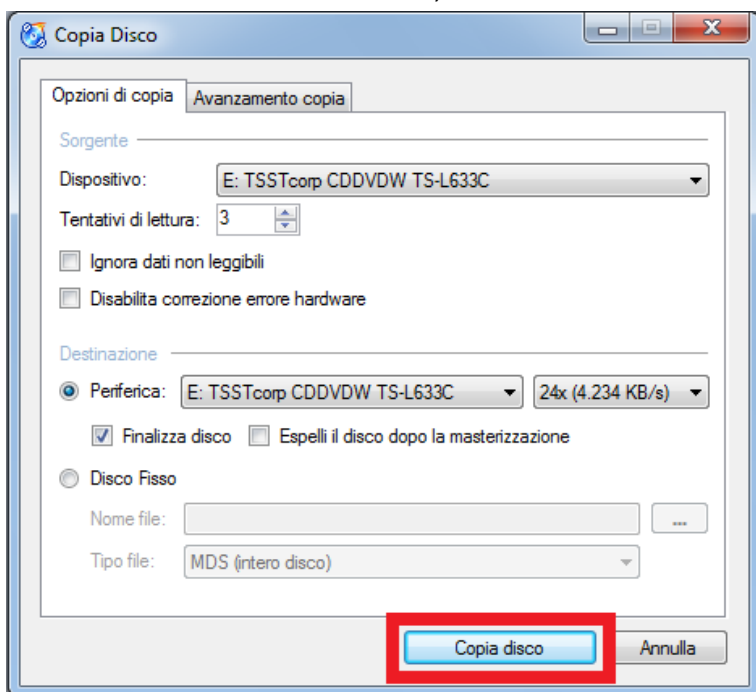 Copia Disco
Opzioni di copia Avanzamento copia
Sorgente
Dispositivo: E: TSSTcorp CDDVDW TS-L633C
Tentativi di lettura: 3
Ignora dati non leggibili
Disabilita correzione errore hardware
Destinazione
Periferica: E: TSSTcorp CDDVDW TS-L633C 24x (4.234 KB/s)
Finalizza disco Espelli il disco dopo la masterizzazione
Disco Fisso
Nome file: ...
Tipo file: MDS (intero disco)
Copia disco Annulla